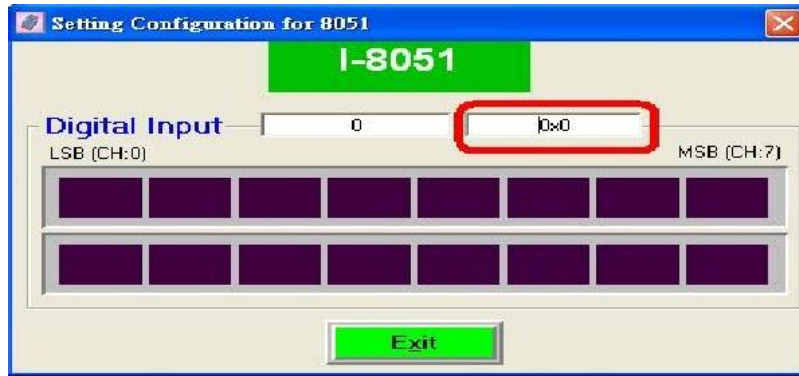 Setting Configuration for 8051
I-8051
Digital Input 0 0x0
LSB (CH:0) MSB (CH:7)
Exit